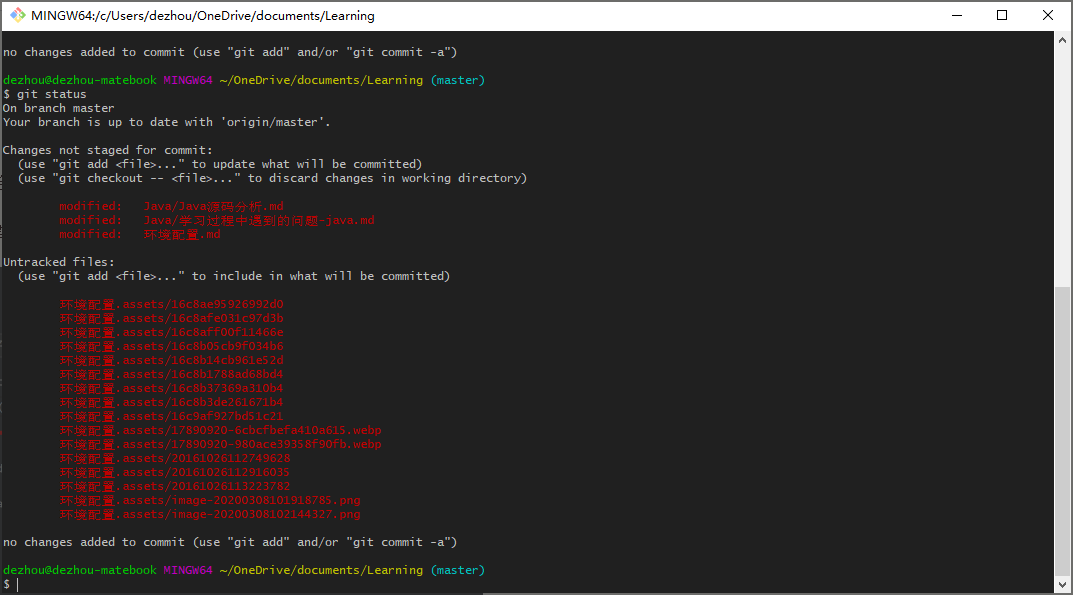 MINGW64:/c/Users/dezhou/OneDrive/documents/Learning
no changes added to commit (use "git add" and/or "git commit -a")
dezhou@dezhou-matebook MINGW64 ~/OneDrive/documents/Learning (master)
$ git status
On branch master
Your branch is up to date with 'origin/master'.
Changes not staged for commit:
(use "git add <file>..." to update what will be committed)
(use "git checkout -- <file>..." to discard changes in working directory)
modified: Java/Java源码分析.md
modified: Java/学习过程中遇到的问题-java.md
modified: 环境配置.md
Untracked files:
(use "git add <file>..." to include in what will be committed)
环境配置.assets/16c8ae95926992d0
环境配置.assets/16c8afe031c97d3b
环境配置.assets/16c8aff00f11466e
环境配置.assets/16c8b05cb9f034b6
环境配置.assets/16c8b14cb961e52d
环境配置.assets/16c8b1788ad68bd4
环境配置.assets/16c8b37369a310b4
环境配置.assets/16c8b3de261671b4
环境配置.assets/16c9af927bd51c21
环境配置.assets/17890920-6cbcfbefa410a615.webp
环境配置.assets/17890920-980ace39358f90fb.webp
环境配置.assets/20161026112749628
环境配置.assets/20161026112916035
环境配置.assets/20161026113223782
环境配置.assets/image-20200308101918785.png
环境配置.assets/image-20200308102144327.png
no changes added to commit (use "git add" and/or "git commit -a")
dezhou@dezhou-matebook MINGW64 ~/OneDrive/documents/Learning (master)
$